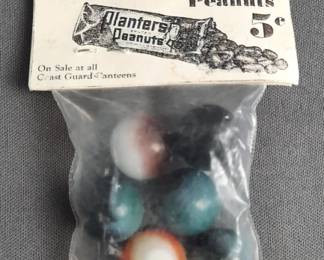 Peanuts
5¢
Planters
Peanuts
On Sale at all
Coast Guard Canteens